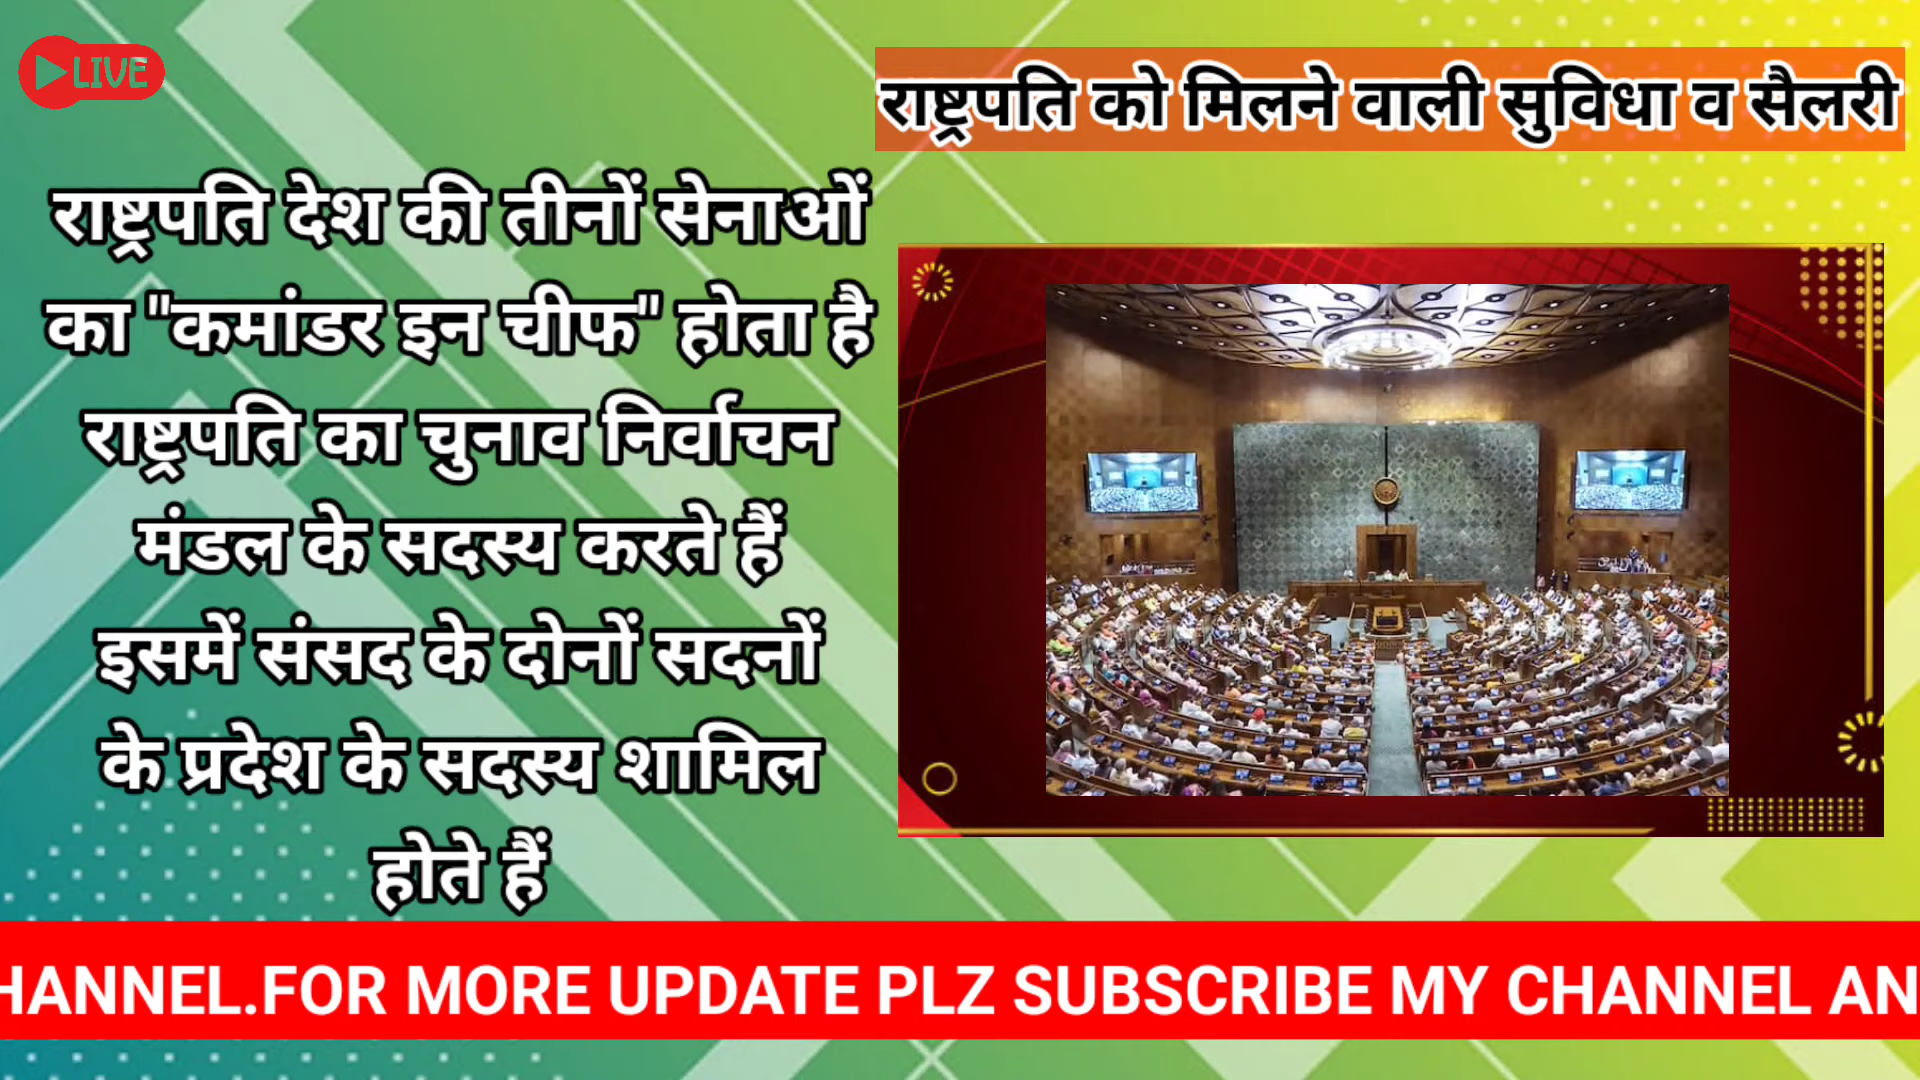 LIVE
राष्ट्रपति को मिलने वाली सुविधा व सैलरी
राष्ट्रपति देश की तीनों सेनाओं
का "कमांडर इन चीफ" होता है
राष्ट्रपति का चुनाव निर्वाचन
मंडल के सदस्य करते हैं
इसमें संसद के दोनों सदनों
के प्रदेश के सदस्य शामिल
होते हैं
HANNEL.FOR MORE UPDATE PLZ SUBSCRIBE MY CHANNEL AN